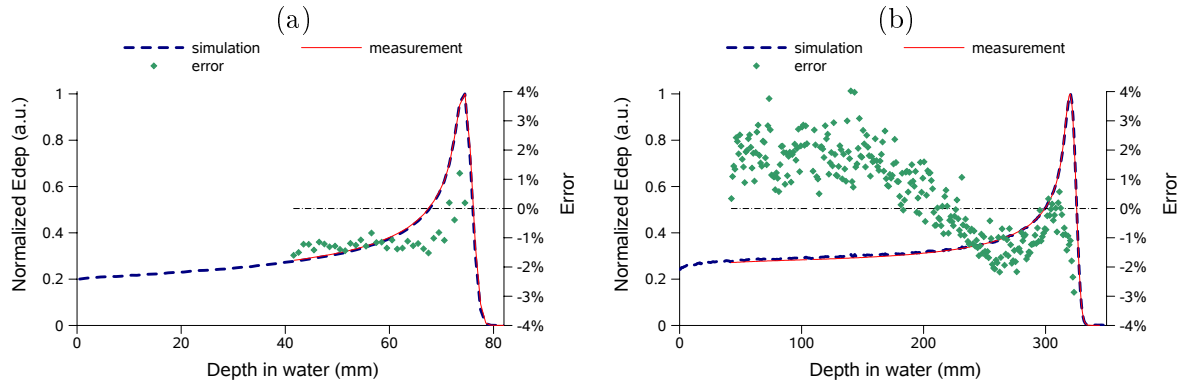 (a)
simulation measurement
error
Normalized Edep (a.u.)
1
0.8
0.6
0.4
0.2
0
4%
3%
2%
1%
0%
-1%
-2%
-3%
-4%
Error
0 20 40 60 80
Depth in water (mm)
(b)
simulation measurement
error
Normalized Edep (a.u.)
1
0.8
0.6
0.4
0.2
0
4%
3%
2%
1%
0%
-1%
-2%
-3%
-4%
Error
0 100 200 300
Depth in water (mm)